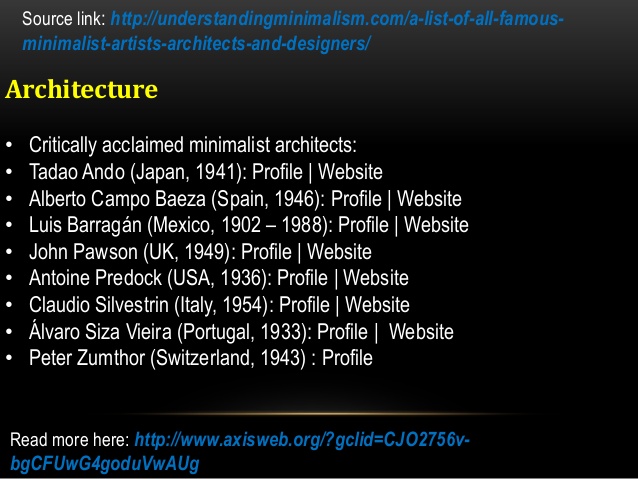 Source link: http://understandingminimalism.com/a-list-of-all-famous-
minimalist-artists-architects-and-designers/
Architecture
• Critically acclaimed minimalist architects:
• Tadao Ando (Japan, 1941): Profile | Website
• Alberto Campo Baeza (Spain, 1946): Profile | Website
• Luis Barragán (Mexico, 1902 – 1988): Profile | Website
• John Pawson (UK, 1949): Profile | Website
• Antoine Predock (USA, 1936): Profile | Website
• Claudio Silvestrin (Italy, 1954): Profile | Website
• Álvaro Siza Vieira (Portugal, 1933): Profile | Website
• Peter Zumthor (Switzerland, 1943) : Profile
Read more here: http://www.axisweb.org/?gclid=CJO2756v-
bgCFUwG4goduVwAUg